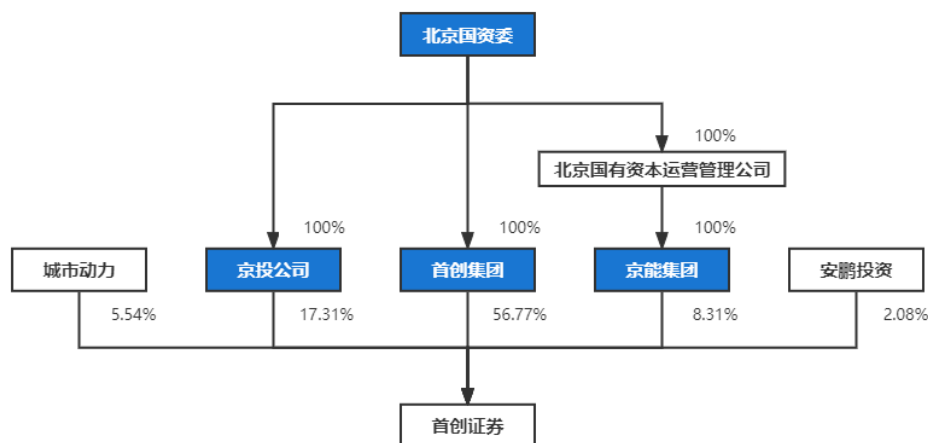 北京国资委
100%
北京国有资本运营管理公司
100%
100%
100%
城市动力
京投公司
首创集团
京能集团
安鹏投资
5.54%
17.31%
56.77%
8.31%
2.08%
首创证券